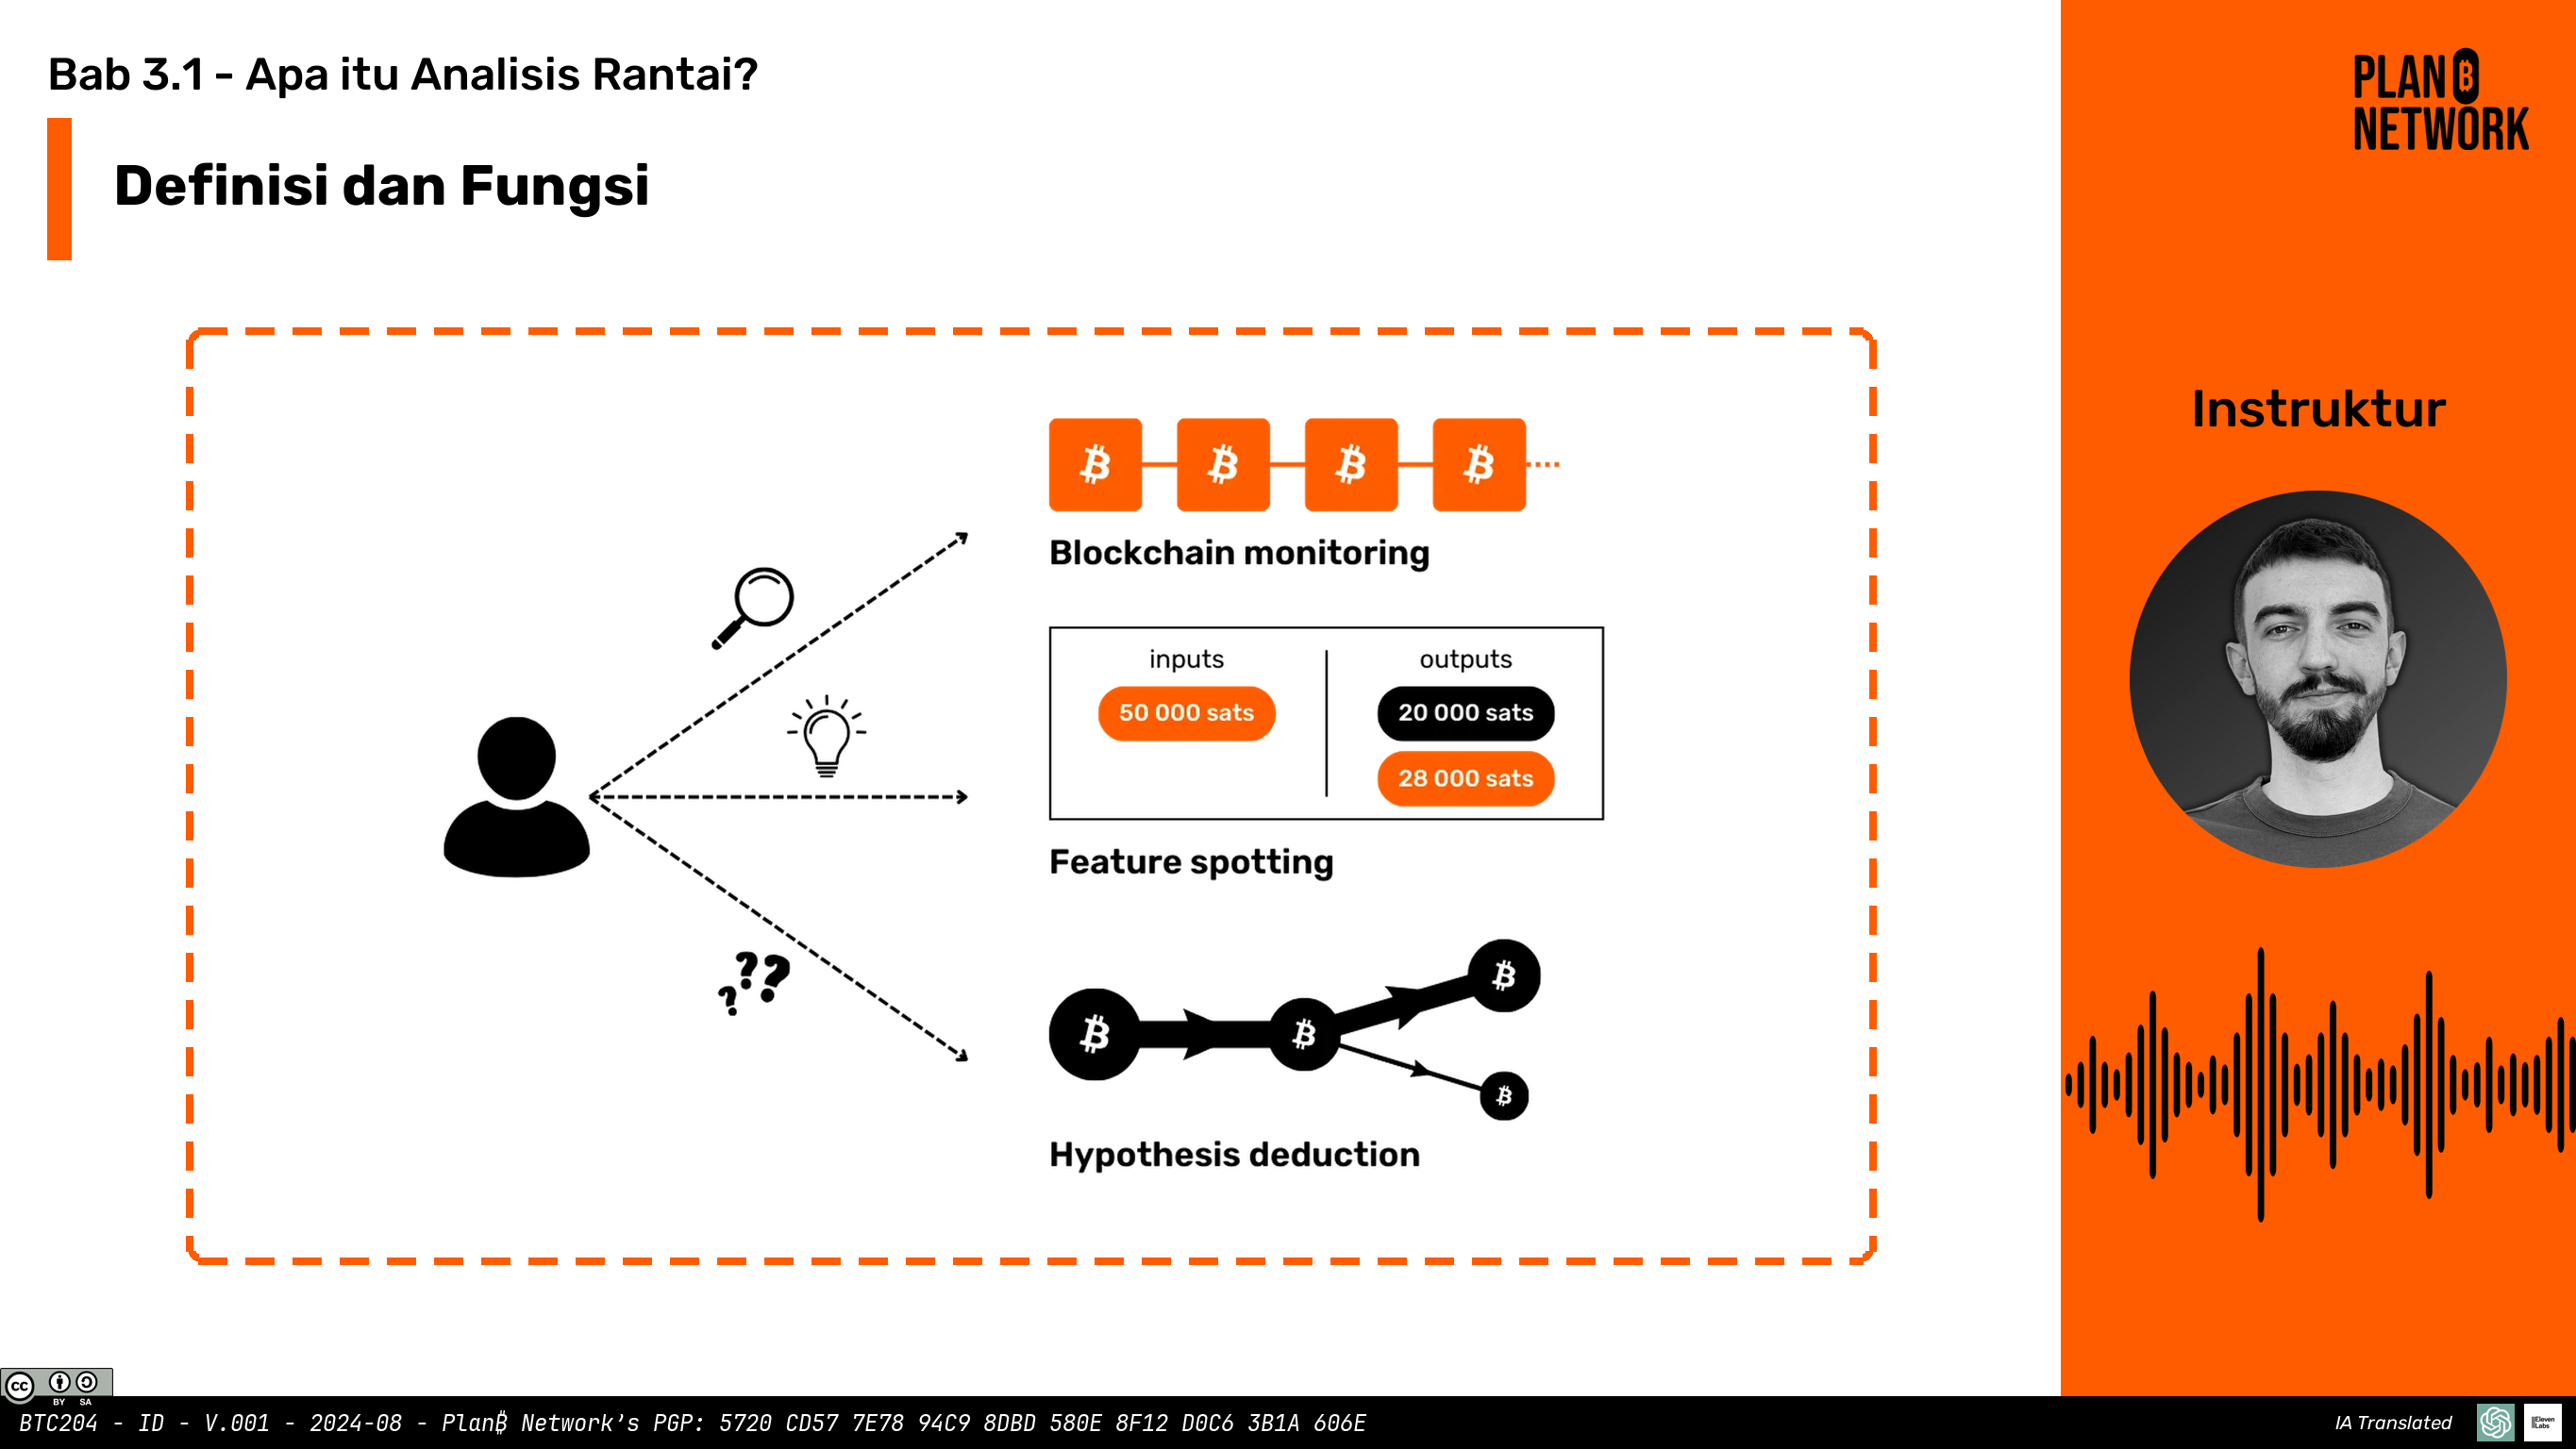 Bab 3.1 - Apa itu Analisis Rantai?
Definisi dan Fungsi
PLAN ₿
NETWORK
Instruktur
Blockchain monitoring
inputs
outputs
50 000 sats
20 000 sats
28 000 sats
Feature spotting
??
?
Hypothesis deduction
cc
BY SA
BTC204 - ID - V.001 - 2024-08 - Plan₿ Network's PGP: 5720 CD57 7E78 94C9 8DBD 580E 8F12 D0C6 3B1A 606E
IA Translated
ElevenLabs